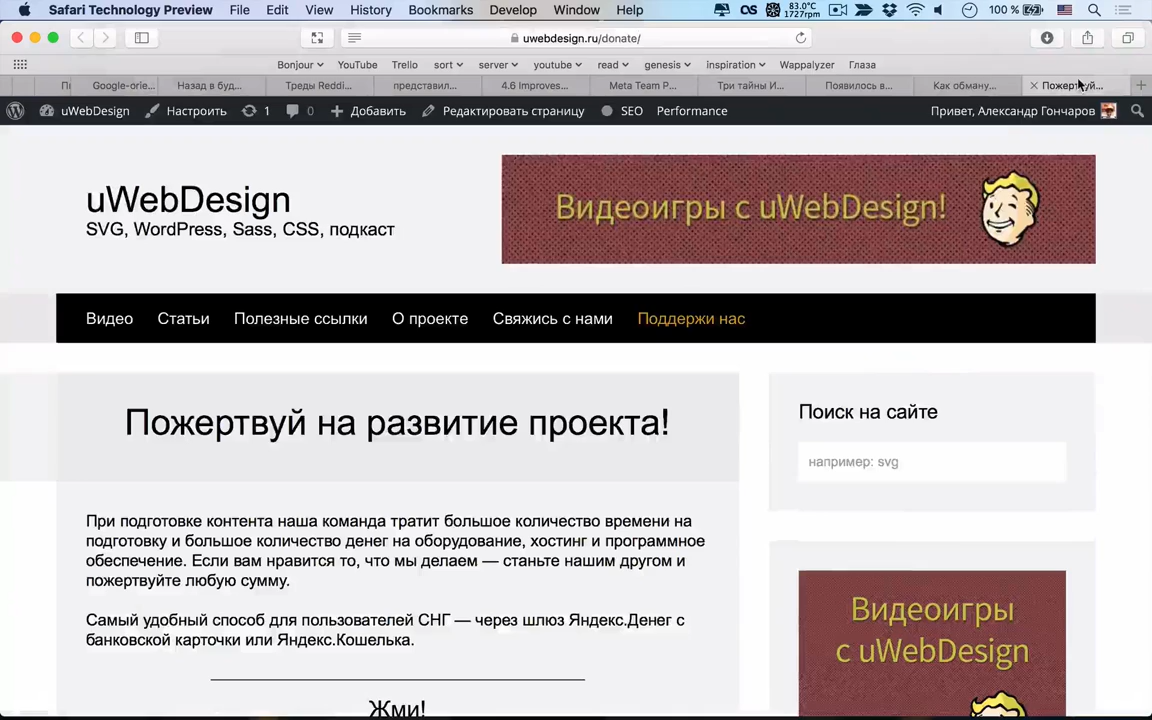 Safari Technology Preview File Edit View History Bookmarks Develop Window Help 83.0°C 1727rpm 100 %
uwebdesign.ru/donate/
Bonjour YouTube Trello sort server youtube read genesis inspiration Wappalyzer Глаза
Google-orie... Назад в буд... Треды Reddi... представил... 4.6 Improves... Meta Team P... Три тайны И... Появилось в... Как обману...
uWebDesign Настроить 1 0 Добавить Редактировать страницу SEO Performance Привет, Александр Гончаров
uWebDesign
SVG, WordPress, Sass, CSS, подкаст
Видеоигры с uWebDesign!
Видео Статьи Полезные ссылки О проекте Свяжись с нами Поддержи нас
Пожертвуй на развитие проекта!
При подготовке контента наша команда тратит большое количество времени на
подготовку и большое количество денег на оборудование, хостинг и программное
обеспечение. Если вам нравится то, что мы делаем — станьте нашим другом и
пожертвуйте любую сумму.
Самый удобный способ для пользователей СНГ — через шлюз Яндекс.Денег с
банковской карточки или Яндекс.Кошелька.
Жми!
Поиск на сайте
например: svg
Видеоигры
с uWebDesign